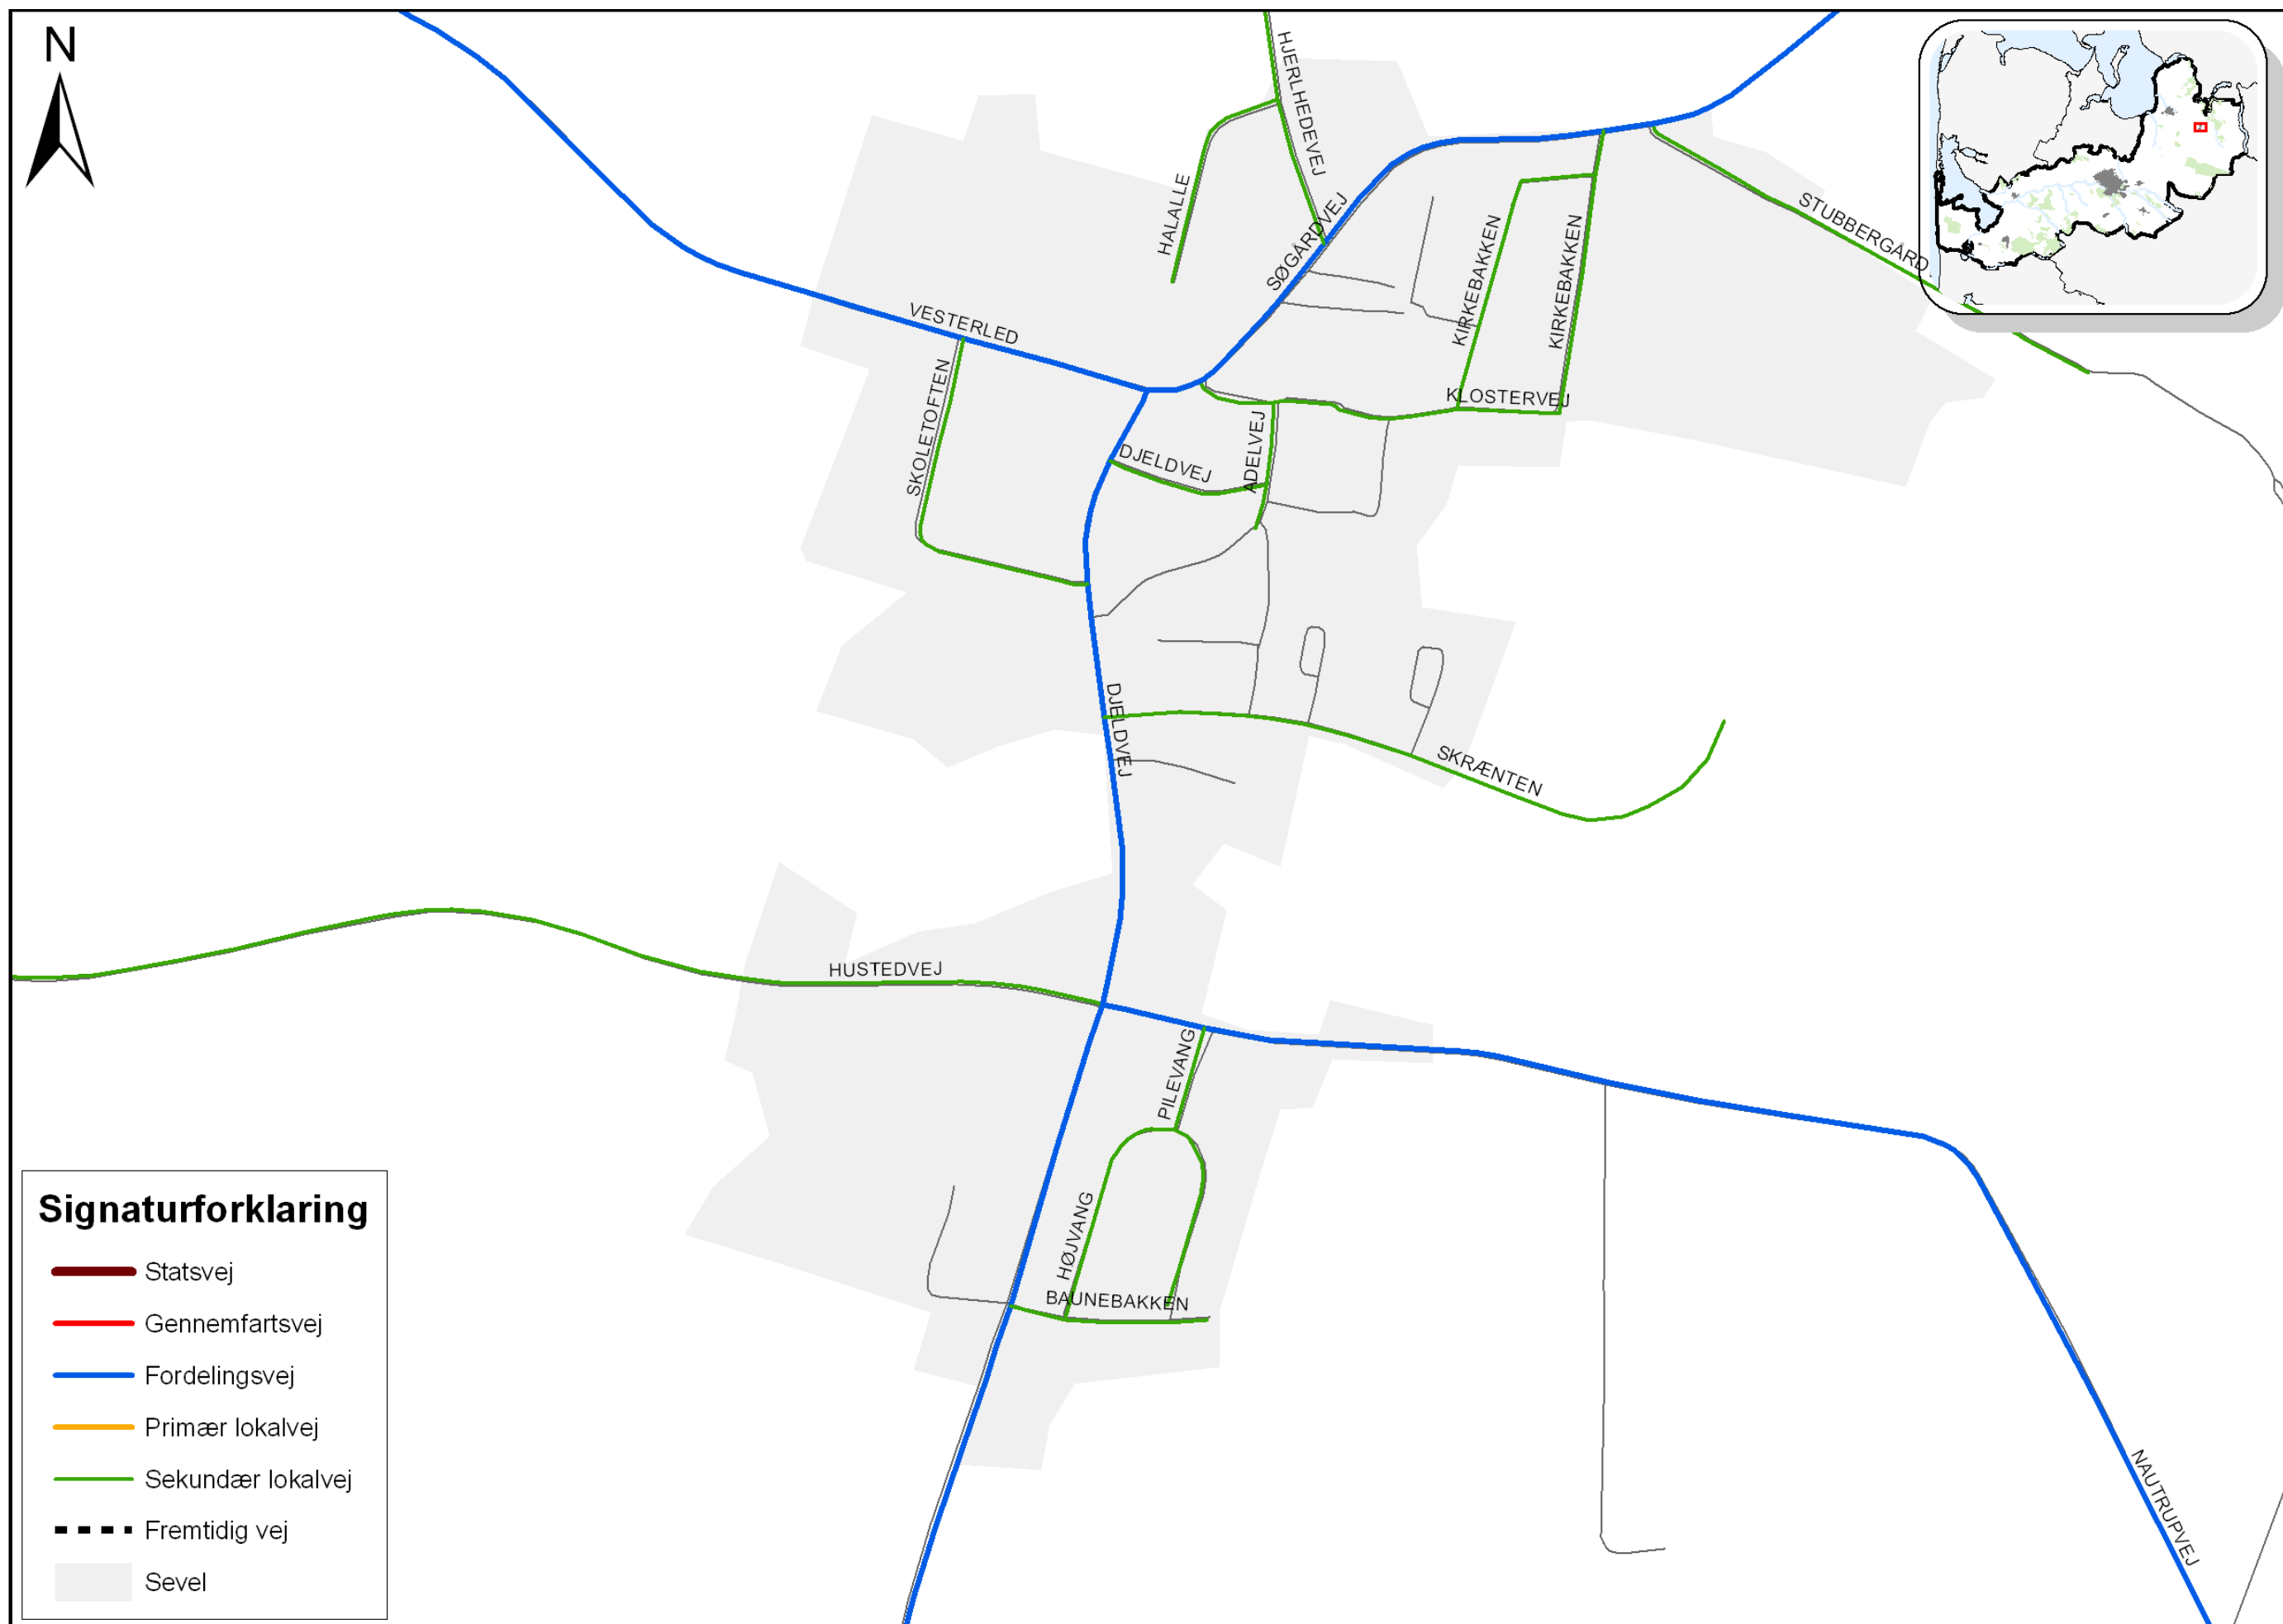 N
HJERLHEDEVEJ
HALALLE
SØGÅRDVEJ
KIRKEBAKKEN
KIRKEBAKKEN
STUBBERGÅRD
VESTERLED
SKOLETOFTEN
KLOSTERVEJ
ADELVEJ
DJELDVEJ
DJELDVEJ
SKRÆNTEN
HUSTEDVEJ
PILEVANG
HØJVANG
BAUNEBAKKEN
NAUTRUPVEJ
Signaturforklaring
Statsvej
Gennemfartsvej
Fordelingsvej
Primær lokalvej
Sekundær lokalvej
Fremtidig vej
Sevel